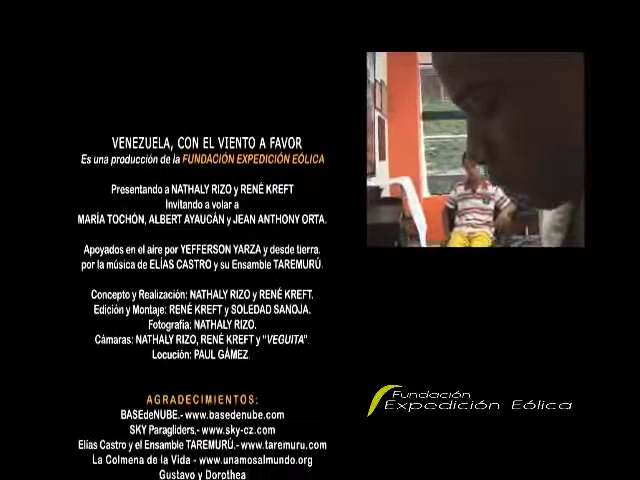 VENEZUELA, CON EL VIENTO A FAVOR
Es una producción de la FUNDACIÓN EXPEDICIÓN EÓLICA
Presentando a NATHALY RIZO y RENÉ KREFT
Invitando a volar a
MARÍA TOCHÓN, ALBERT AYAUCÁN y JEAN ANTHONY ORTA.
Apoyados en el aire por YEFFERSON YARZA y desde tierra.
por la música de ELÍAS CASTRO y su Ensamble TAREMURÚ.
Concepto y Realización: NATHALY RIZO y RENÉ KREFT.
Edición y Montaje: RENÉ KREFT y SOLEDAD SANOJA.
Fotografía: NATHALY RIZO.
Cámaras: NATHALY RIZO, RENÉ KREFT y "VEGUITA".
Locución: PAUL GÁMEZ.
AGRADECIMIENTOS:
BASEdeNUBE.- www.basedenube.com
SKY Paragliders.- www.sky-cz.com
Elías Castro y el Ensamble TAREMURÚ.- www.taremuru.com
La Colmena de la Vida - www.unamosalmundo.org
Gustavo y Dorothea
Fundación
Expedición Eólica